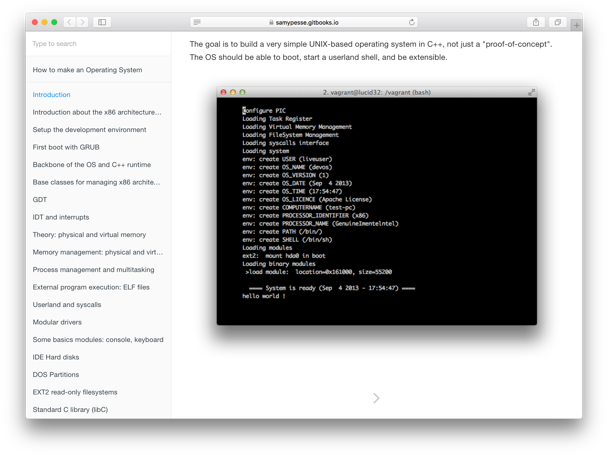 samypesse.gitbooks.io
Type to search
How to make an Operating System
Introduction
Introduction about the x86 architecture…
Setup the development environment
First boot with GRUB
Backbone of the OS and C++ runtime
Base classes for managing x86 archite…
GDT
IDT and interrupts
Theory: physical and virtual memory
Memory management: physical and virt…
Process management and multitasking
External program execution: ELF files
Userland and syscalls
Modular drivers
Some basics modules: console, keyboard
IDE Hard disks
DOS Partitions
EXT2 read-only filesystems
Standard C library (libC)
The goal is to build a very simple UNIX-based operating system in C++, not just a "proof-of-concept".
The OS should be able to boot, start a userland shell, and be extensible.
2. vagrant@lucid32: /vagrant (bash)
Configure PIC
Loading Task Register
Loading Virtual Memory Management
Loading FileSystem Management
Loading syscalls interface
Loading system
env: create USER (liveuser)
env: create OS_NAME (devos)
env: create OS_VERSION (1)
env: create OS_DATE (Sep  4 2013)
env: create OS_TIME (17:54:47)
env: create OS_LICENCE (Apache License)
env: create COMPUTERNAME (test-pc)
env: create PROCESSOR_IDENTIFIER (x86)
env: create PROCESSOR_NAME (GenuineImentelntel)
env: create PATH (/bin/)
env: create SHELL (/bin/sh)
Loading modules
ext2:  mount hda0 in boot
Loading binary modules
>load module:  location=0x161000, size=55200
==== System is ready (Sep  4 2013 - 17:54:47) ====
hello world !